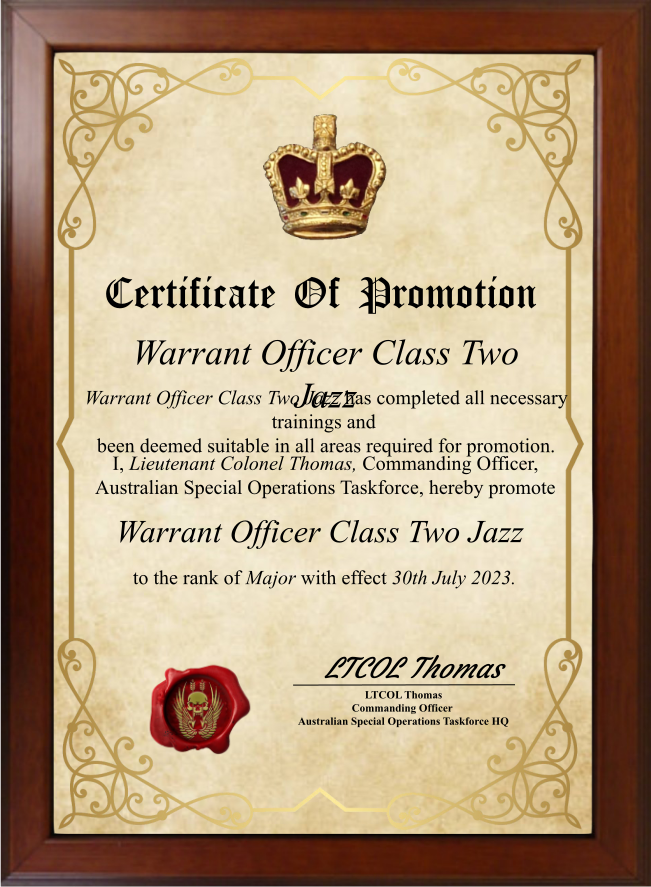 Certificate Of Promotion
Warrant Officer Class Two
Jazz
Warrant Officer Class Two Jazz has completed all necessary
trainings and
been deemed suitable in all areas required for promotion.
I, Lieutenant Colonel Thomas, Commanding Officer,
Australian Special Operations Taskforce, hereby promote
Warrant Officer Class Two Jazz
to the rank of Major with effect 30th July 2023.
LTCOL Thomas
LTCOL Thomas
Commanding Officer
Australian Special Operations Taskforce HQ